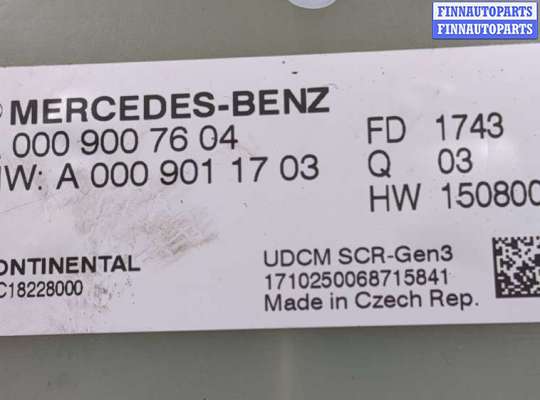 FINNAUTOPARTS
FINNAUTOPARTS
MERCEDES-BENZ
000 900 76 04
W: A 000 901 17 03
FD 1743
Q 03
HW 150800
ONTINENTAL
C18228000
UDCM SCR-Gen3
1710250068715841
Made in Czech Rep.